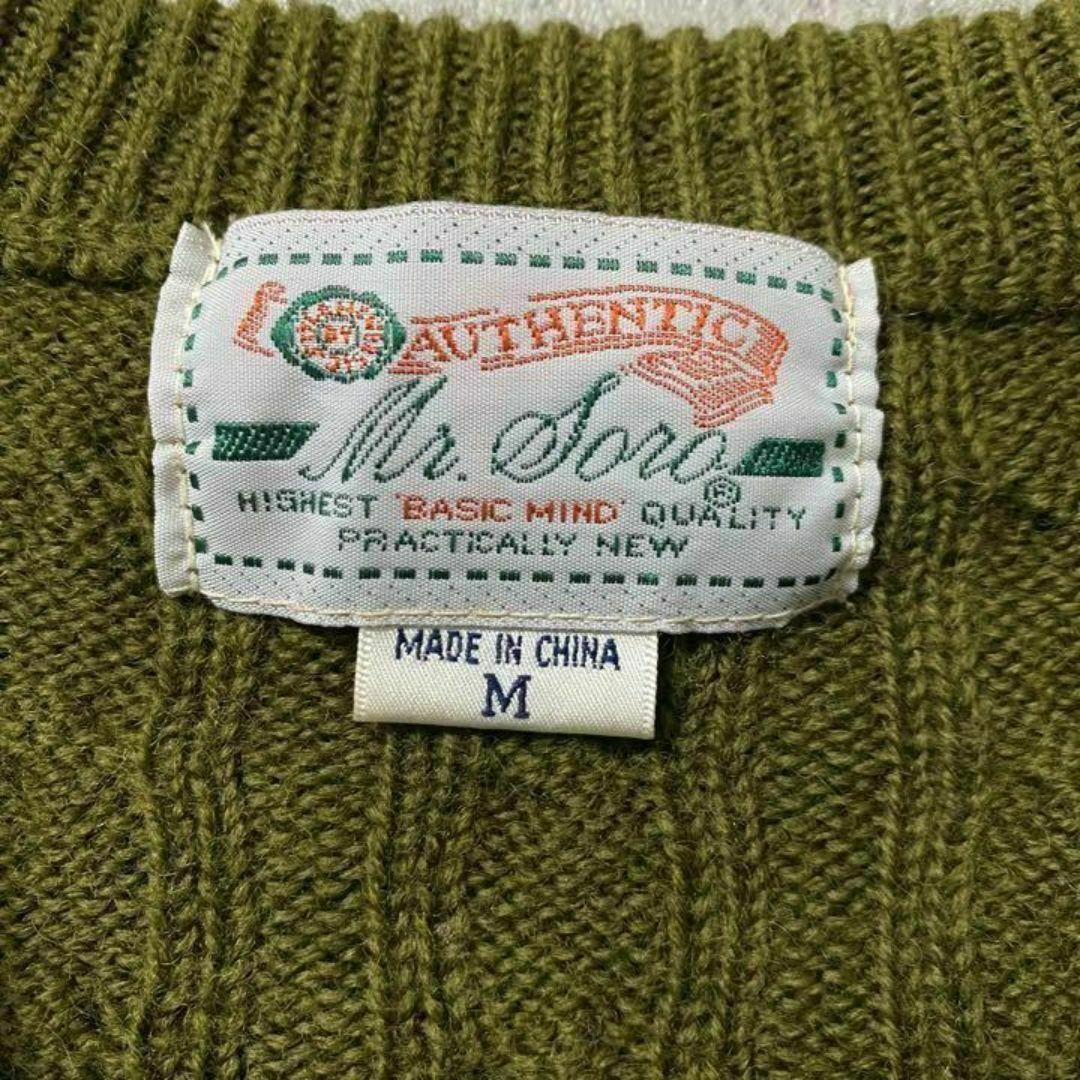 AUTHENTIC
Mr. Soro
®
HIGHEST 'BASIC MIND' QUALITY
PRACTICALLY NEW
MADE IN CHINA
M